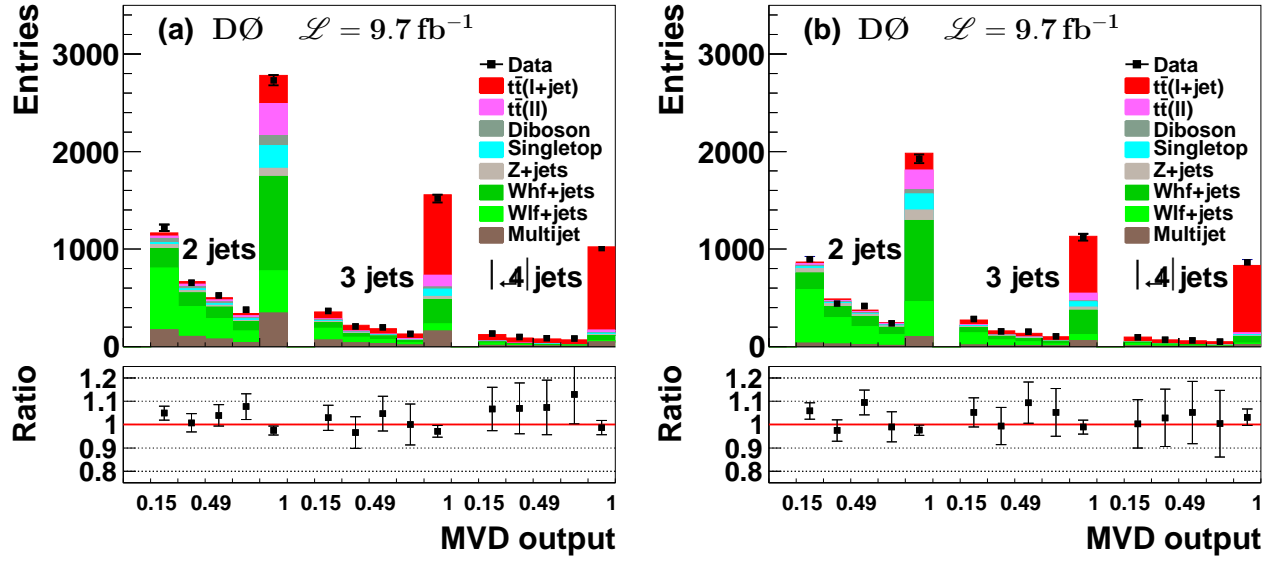 (a) DØ ℒ = 9.7 fb⁻¹
Entries
3000
2000
1000
0
Data
tt̄(l+jet)
tt̄(ll)
Diboson
Singletop
Z+jets
Whf+jets
Wlf+jets
Multijet
2 jets
3 jets
4 jets
Ratio
1.2
1.1
1
0.9
0.8
0.15 0.49 1 0.15 0.49 1 0.15 0.49 1
MVD output
(b) DØ ℒ = 9.7 fb⁻¹
Entries
3000
2000
1000
0
Data
tt̄(l+jet)
tt̄(ll)
Diboson
Singletop
Z+jets
Whf+jets
Wlf+jets
Multijet
2 jets
3 jets
4 jets
Ratio
1.2
1.1
1
0.9
0.8
0.15 0.49 1 0.15 0.49 1 0.15 0.49 1
MVD output